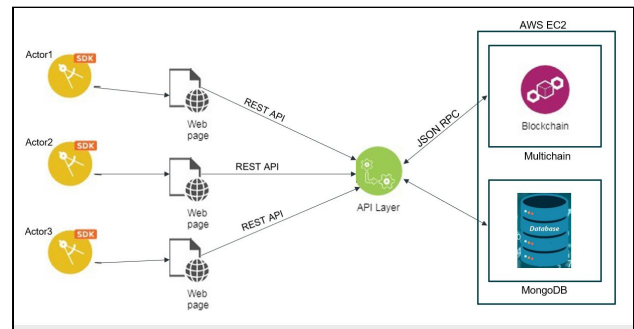 AWS EC2
Actor1
SDK
Web
page
REST API
JSON RPC
Blockchain
Multichain
Actor2
SDK
Web
page
REST API
API Layer
Actor3
SDK
Web
page
REST API
Database
MongoDB